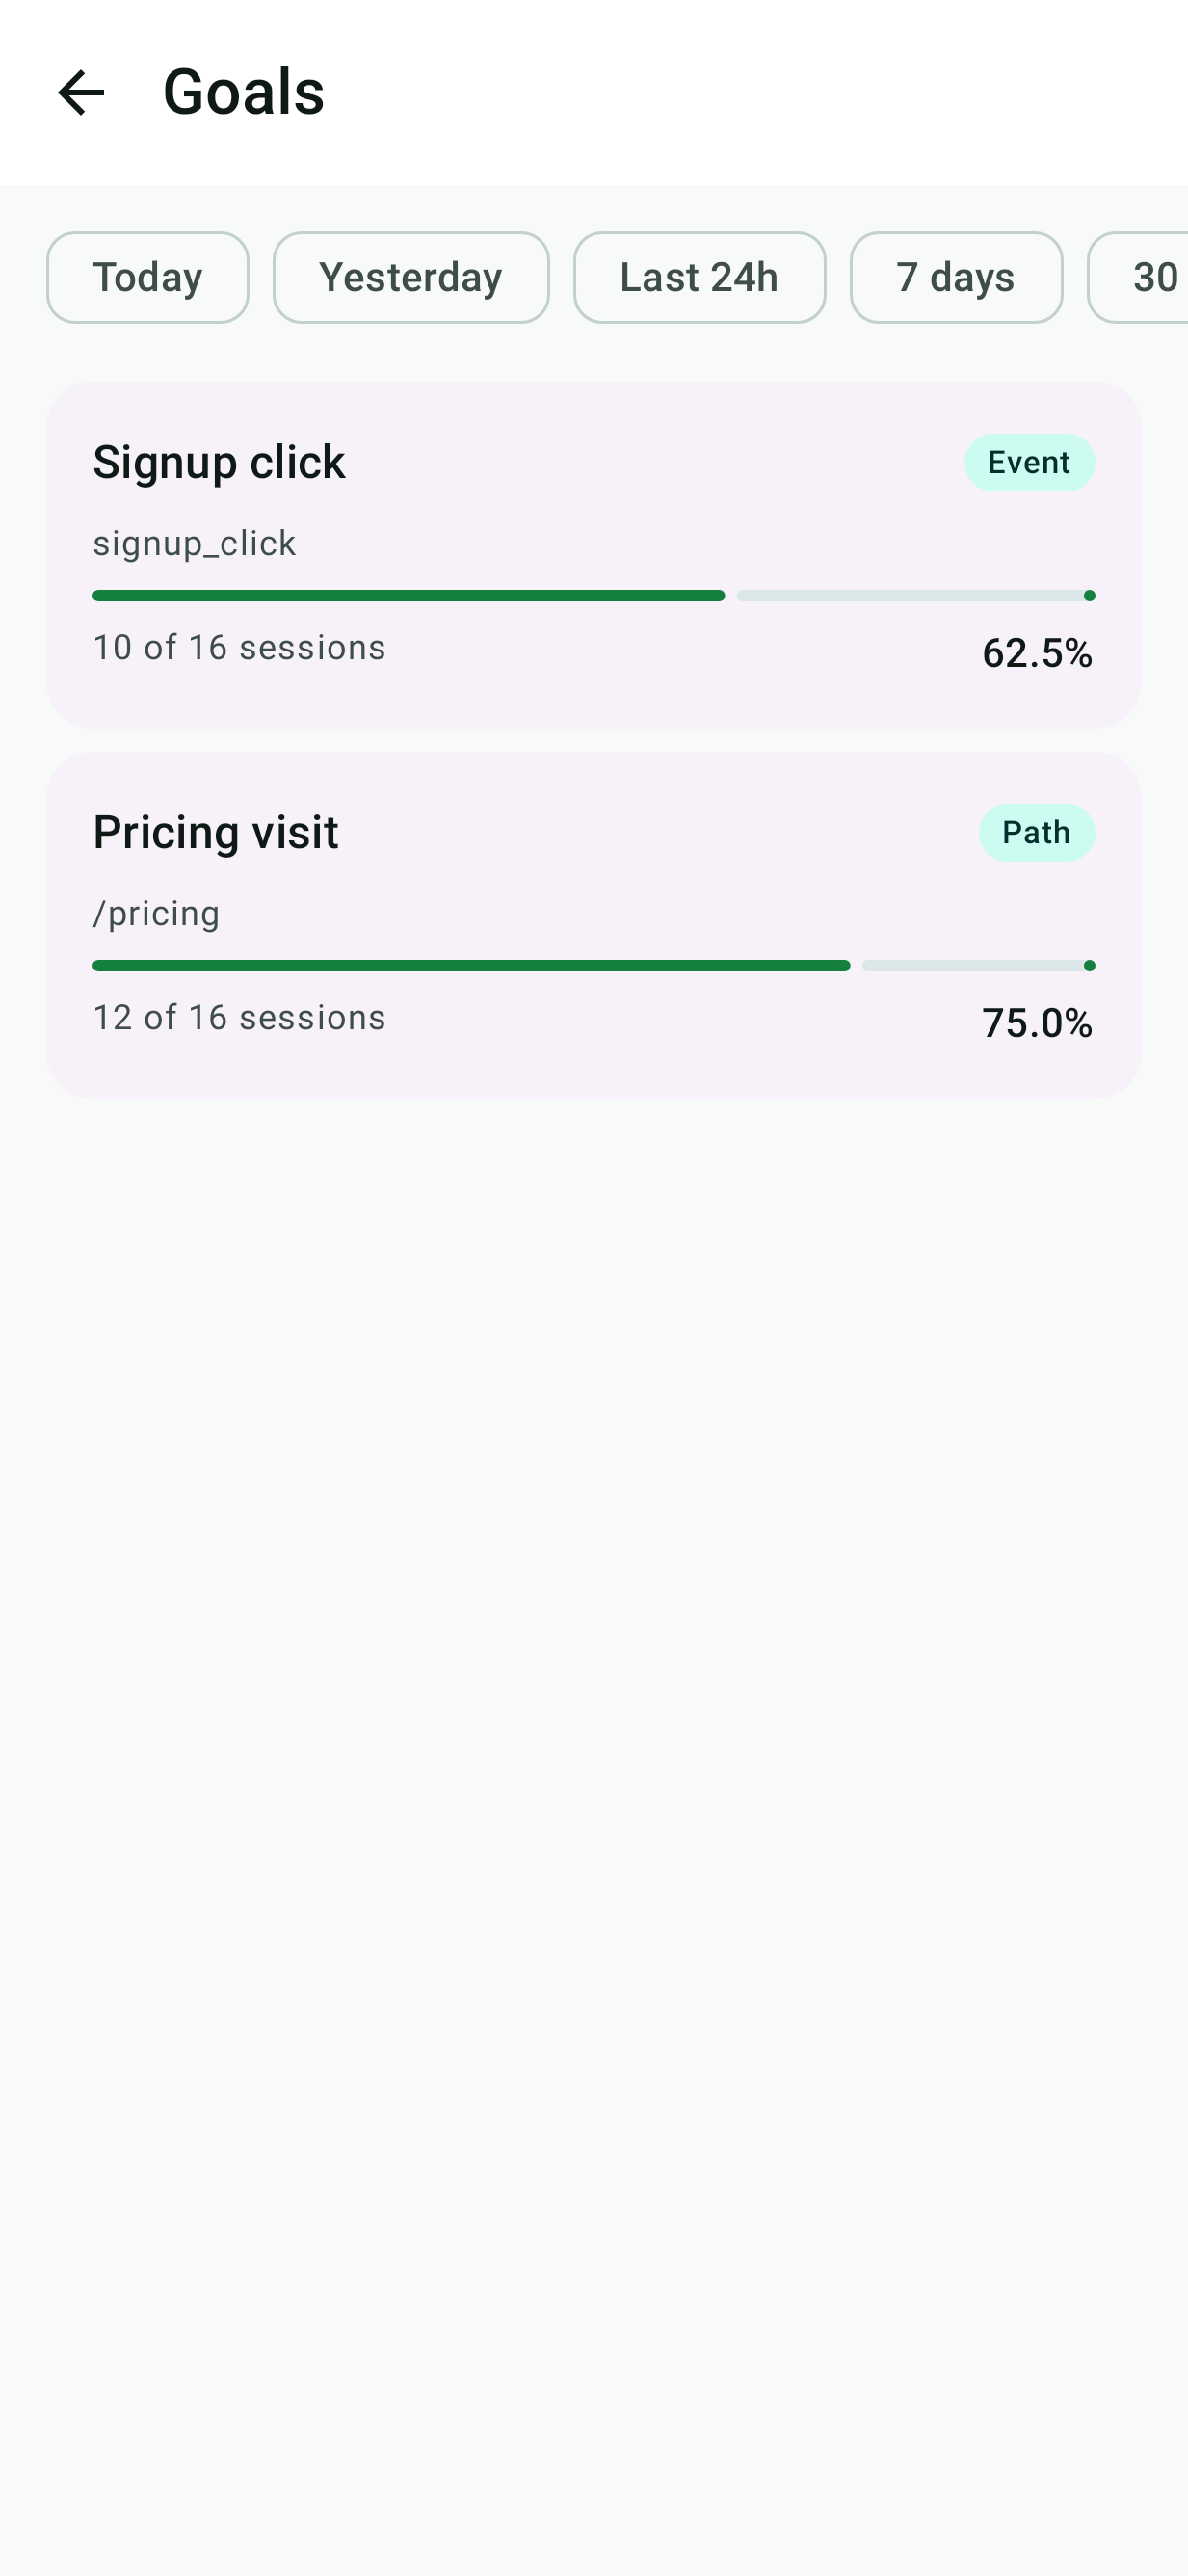 Goals
Today Yesterday Last 24h 7 days 30
Signup click Event
signup_click
10 of 16 sessions 62.5%
Pricing visit Path
/pricing
12 of 16 sessions 75.0%